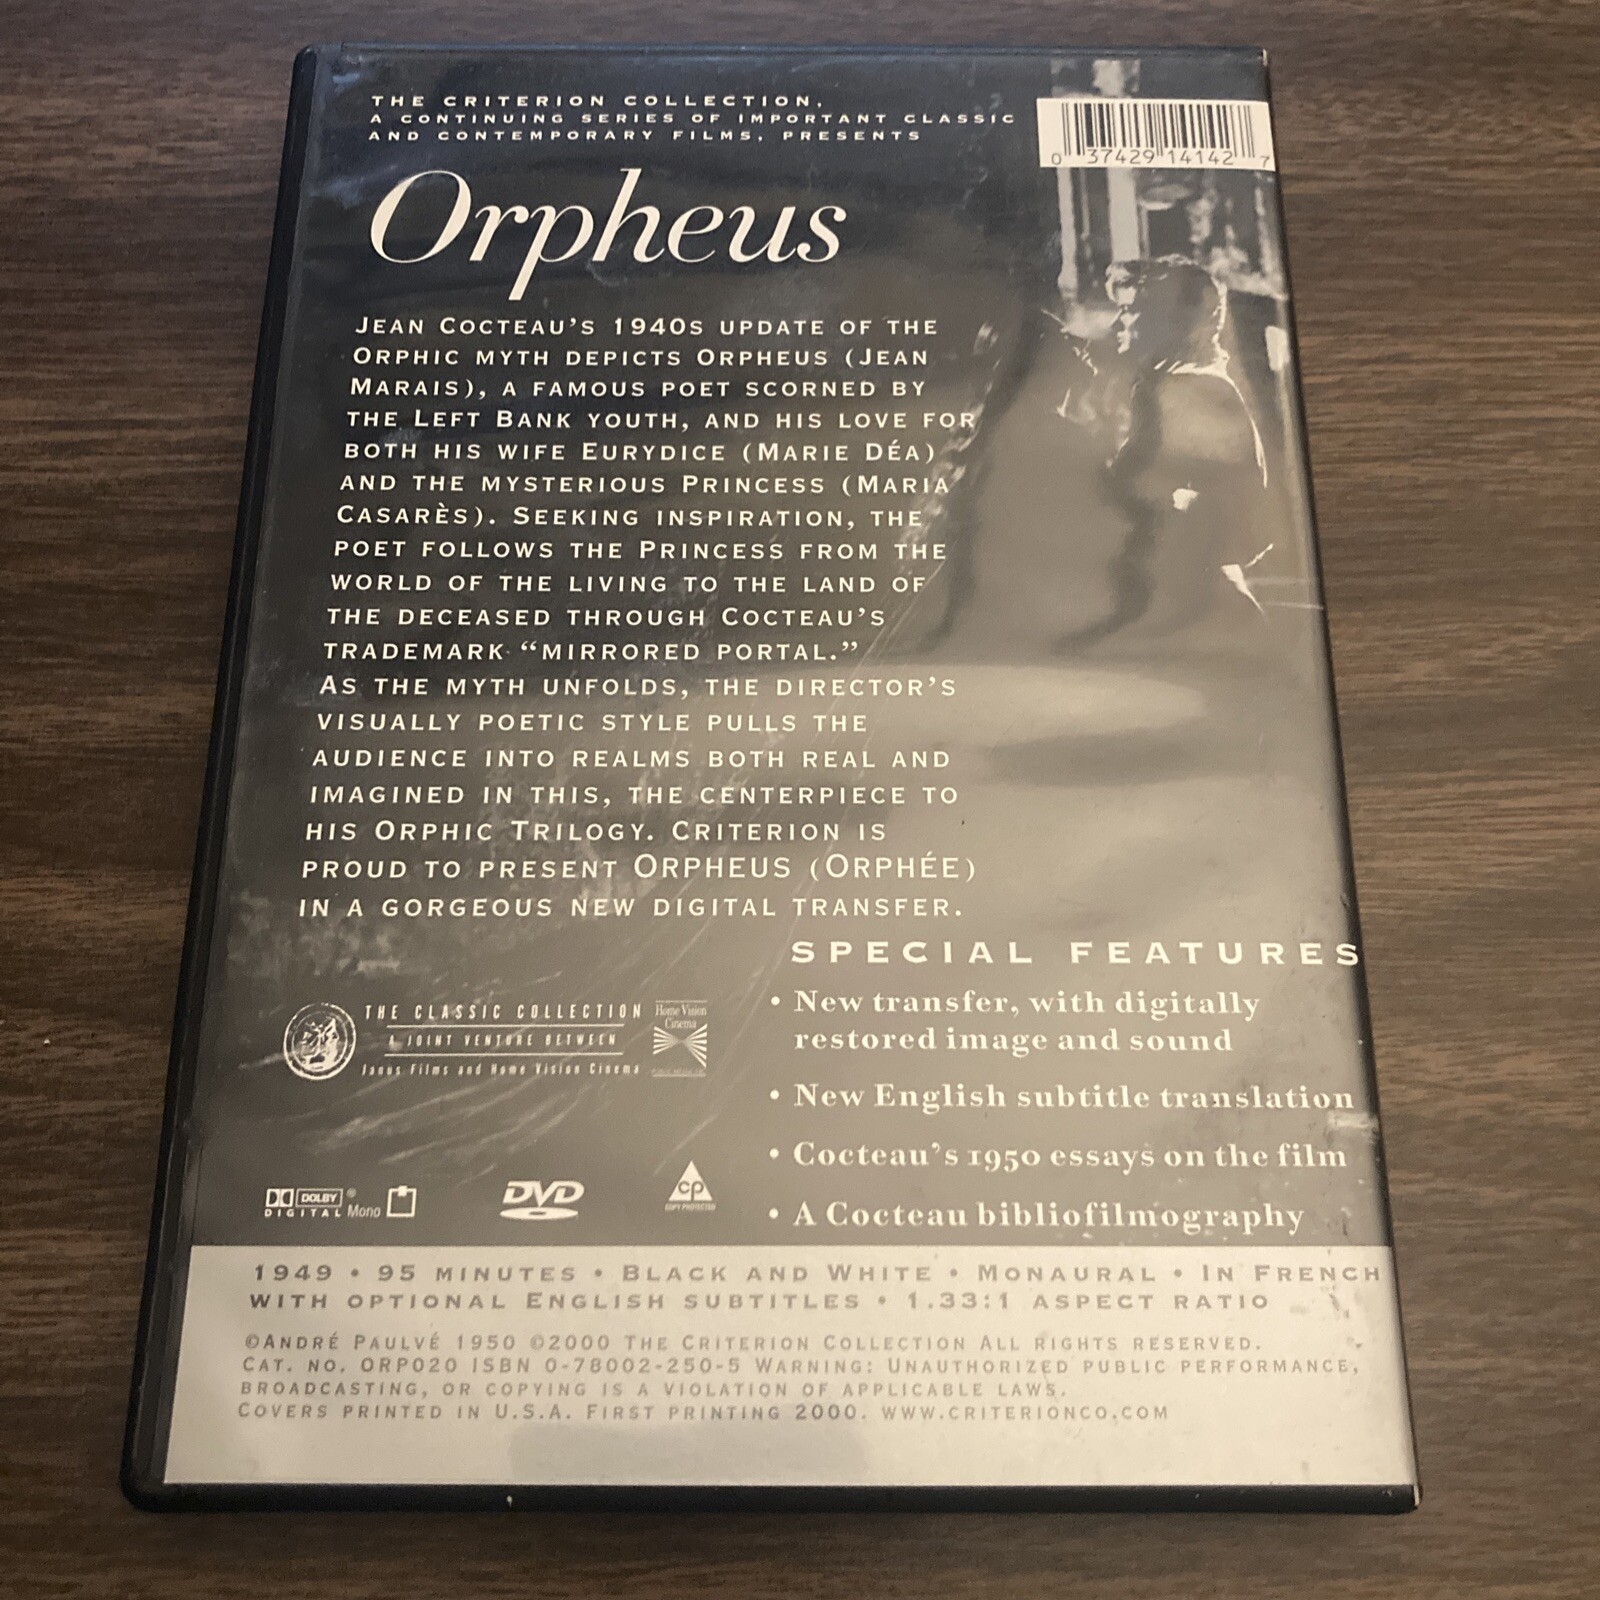 THE CRITERION COLLECTION,
A CONTINUING SERIES OF IMPORTANT CLASSIC
AND CONTEMPORARY FILMS, PRESENTS
0 37429 14142 7
Orpheus
JEAN COCTEAU'S 1940S UPDATE OF THE
ORPHIC MYTH DEPICTS ORPHEUS (JEAN
MARAIS), A FAMOUS POET SCORNED BY
THE LEFT BANK YOUTH, AND HIS LOVE FOR
BOTH HIS WIFE EURYDICE (MARIE DÉA)
AND THE MYSTERIOUS PRINCESS (MARIA
CASARÈS). SEEKING INSPIRATION, THE
POET FOLLOWS THE PRINCESS FROM THE
WORLD OF THE LIVING TO THE LAND OF
THE DECEASED THROUGH COCTEAU'S
TRADEMARK “MIRRORED PORTAL.”
AS THE MYTH UNFOLDS, THE DIRECTOR'S
VISUALLY POETIC STYLE PULLS THE
AUDIENCE INTO REALMS BOTH REAL AND
IMAGINED IN THIS, THE CENTERPIECE TO
HIS ORPHIC TRILOGY. CRITERION IS
PROUD TO PRESENT ORPHEUS (ORPHÉE)
IN A GORGEOUS NEW DIGITAL TRANSFER.
SPECIAL FEATURES
• New transfer, with digitally
restored image and sound
• New English subtitle translation
• Cocteau's 1950 essays on the film
• A Cocteau bibliofilmography
THE CLASSIC COLLECTION
A JOINT VENTURE BETWEEN
Janus Films and Home Vision Cinema
Home Vision
Cinema
DOLBY
DIGITAL Mono
DVD
CP
COPY PROTECTED
1949 • 95 MINUTES • BLACK AND WHITE • MONAURAL • IN FRENCH
WITH OPTIONAL ENGLISH SUBTITLES • 1.33:1 ASPECT RATIO
©ANDRÉ PAULVÉ 1950 ©2000 THE CRITERION COLLECTION ALL RIGHTS RESERVED.
CAT. NO. ORP020 ISBN 0-78002-250-5 WARNING: UNAUTHORIZED PUBLIC PERFORMANCE,
BROADCASTING, OR COPYING IS A VIOLATION OF APPLICABLE LAWS.
COVERS PRINTED IN U.S.A. FIRST PRINTING 2000. WWW.CRITERIONCO.COM